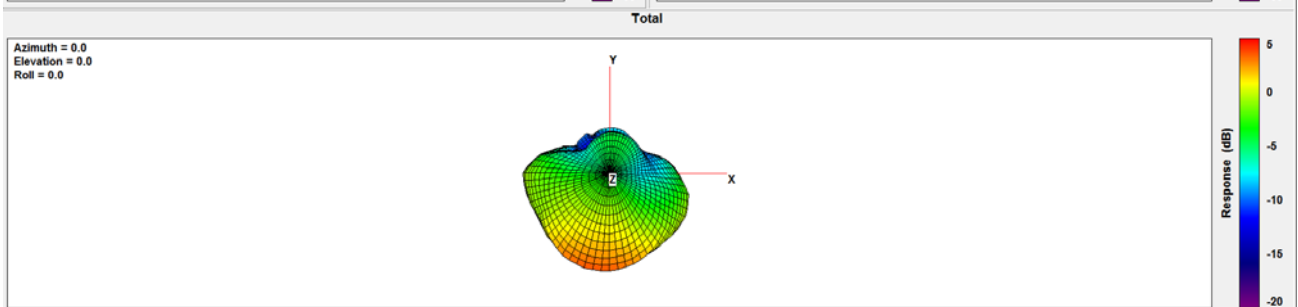 Total
Azimuth = 0.0
Elevation = 0.0
Roll = 0.0
Y
Z
X
5
0
-5
-10
-15
-20
Response (dB)